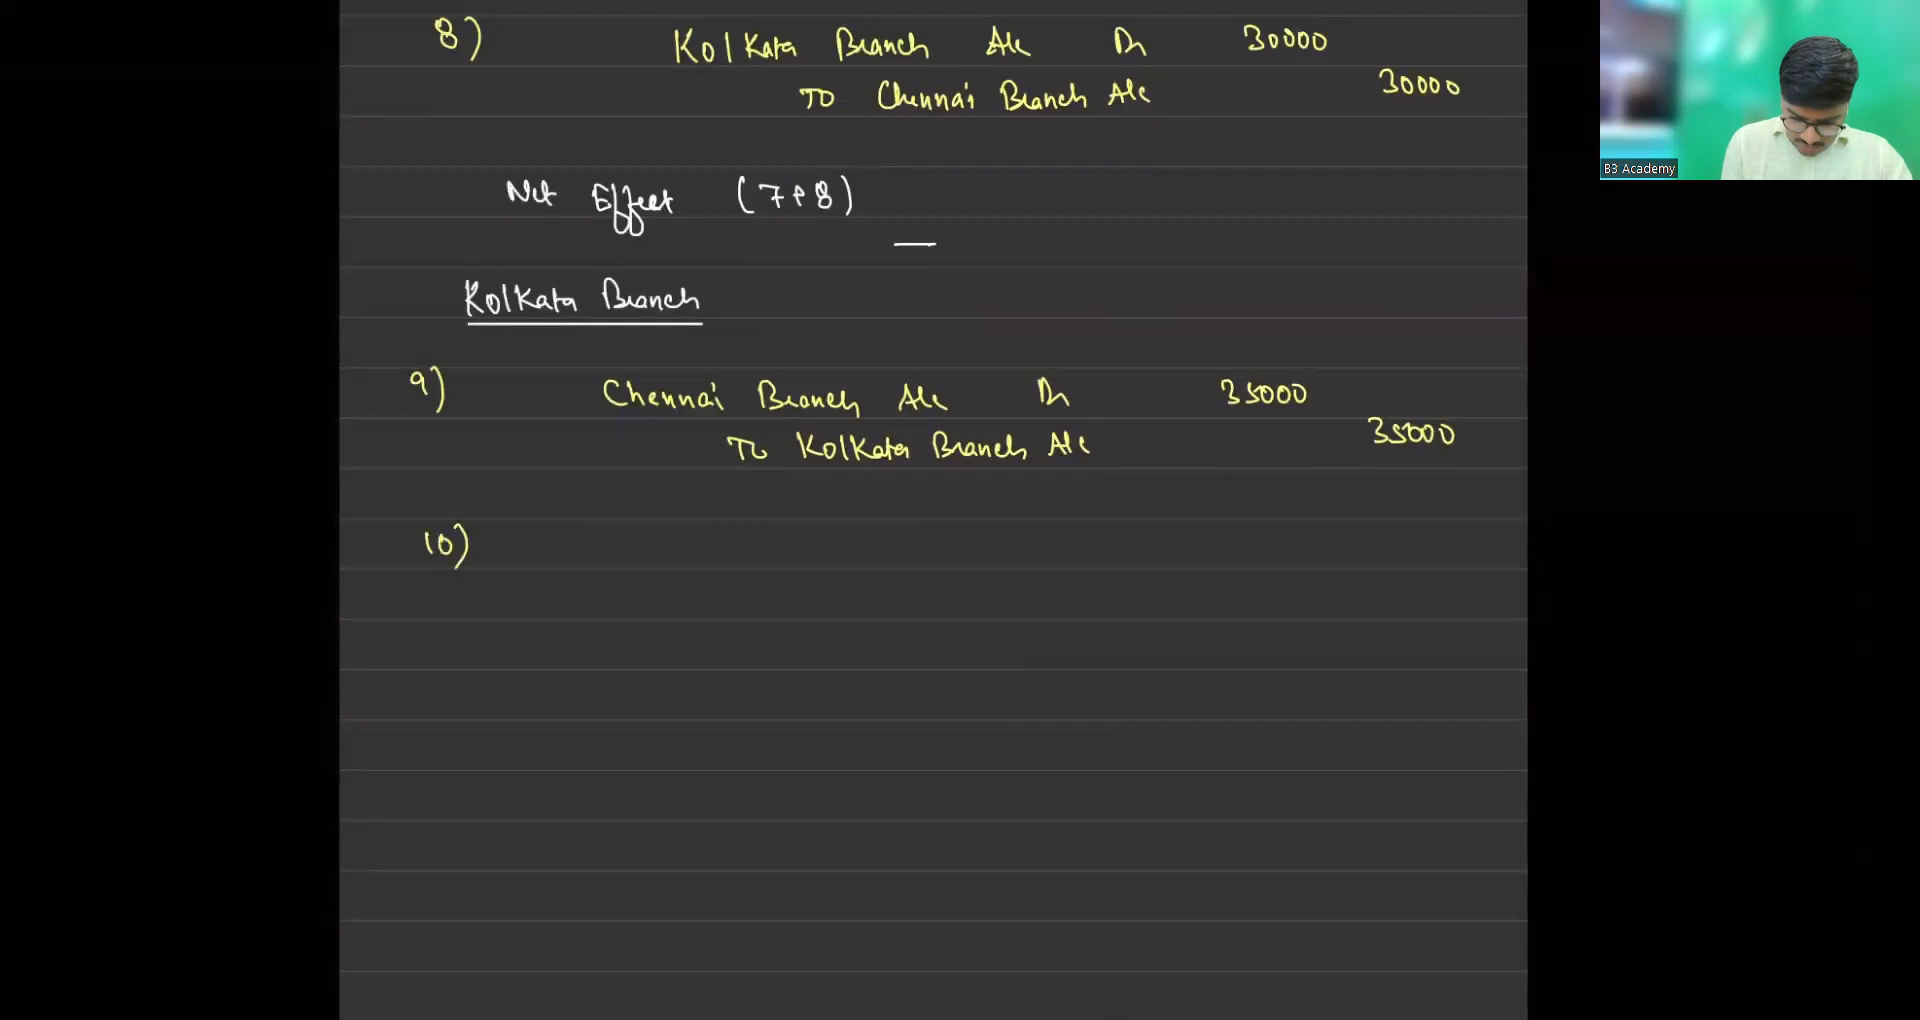 8) Kolkata Branch A/c Dr 30000
To Chennai Branch A/c 30000
Net Effect (7+8)
Kolkata Branch
9) Chennai Branch A/c Dr 35000
To Kolkata Branch A/c 35000
10)
B3 Academy